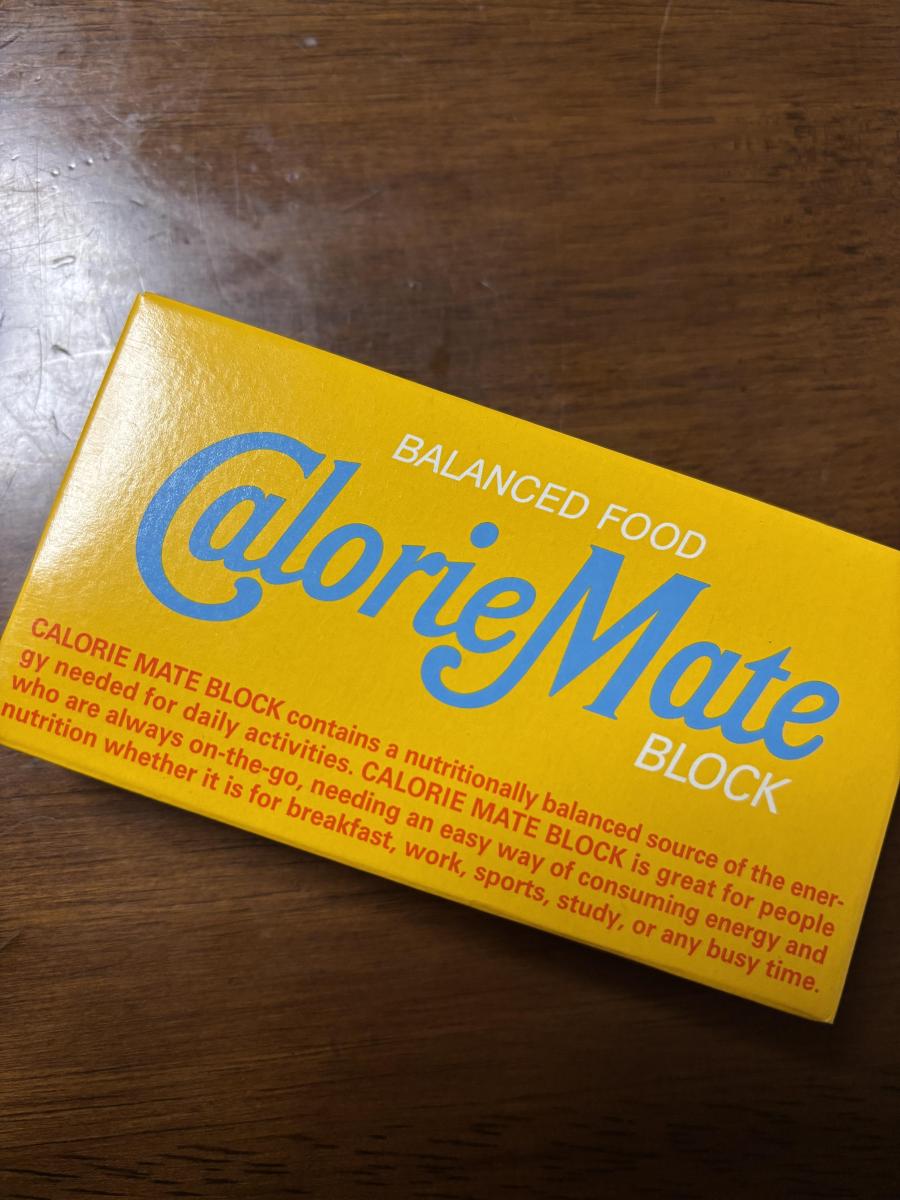 BALANCED FOOD
CalorieMate
BLOCK
CALORIE MATE BLOCK contains a nutritionally balanced source of the ener-
gy needed for daily activities. CALORIE MATE BLOCK is great for people
who are always on-the-go, needing an easy way of consuming energy and
nutrition whether it is for breakfast, work, sports, study, or any busy time.